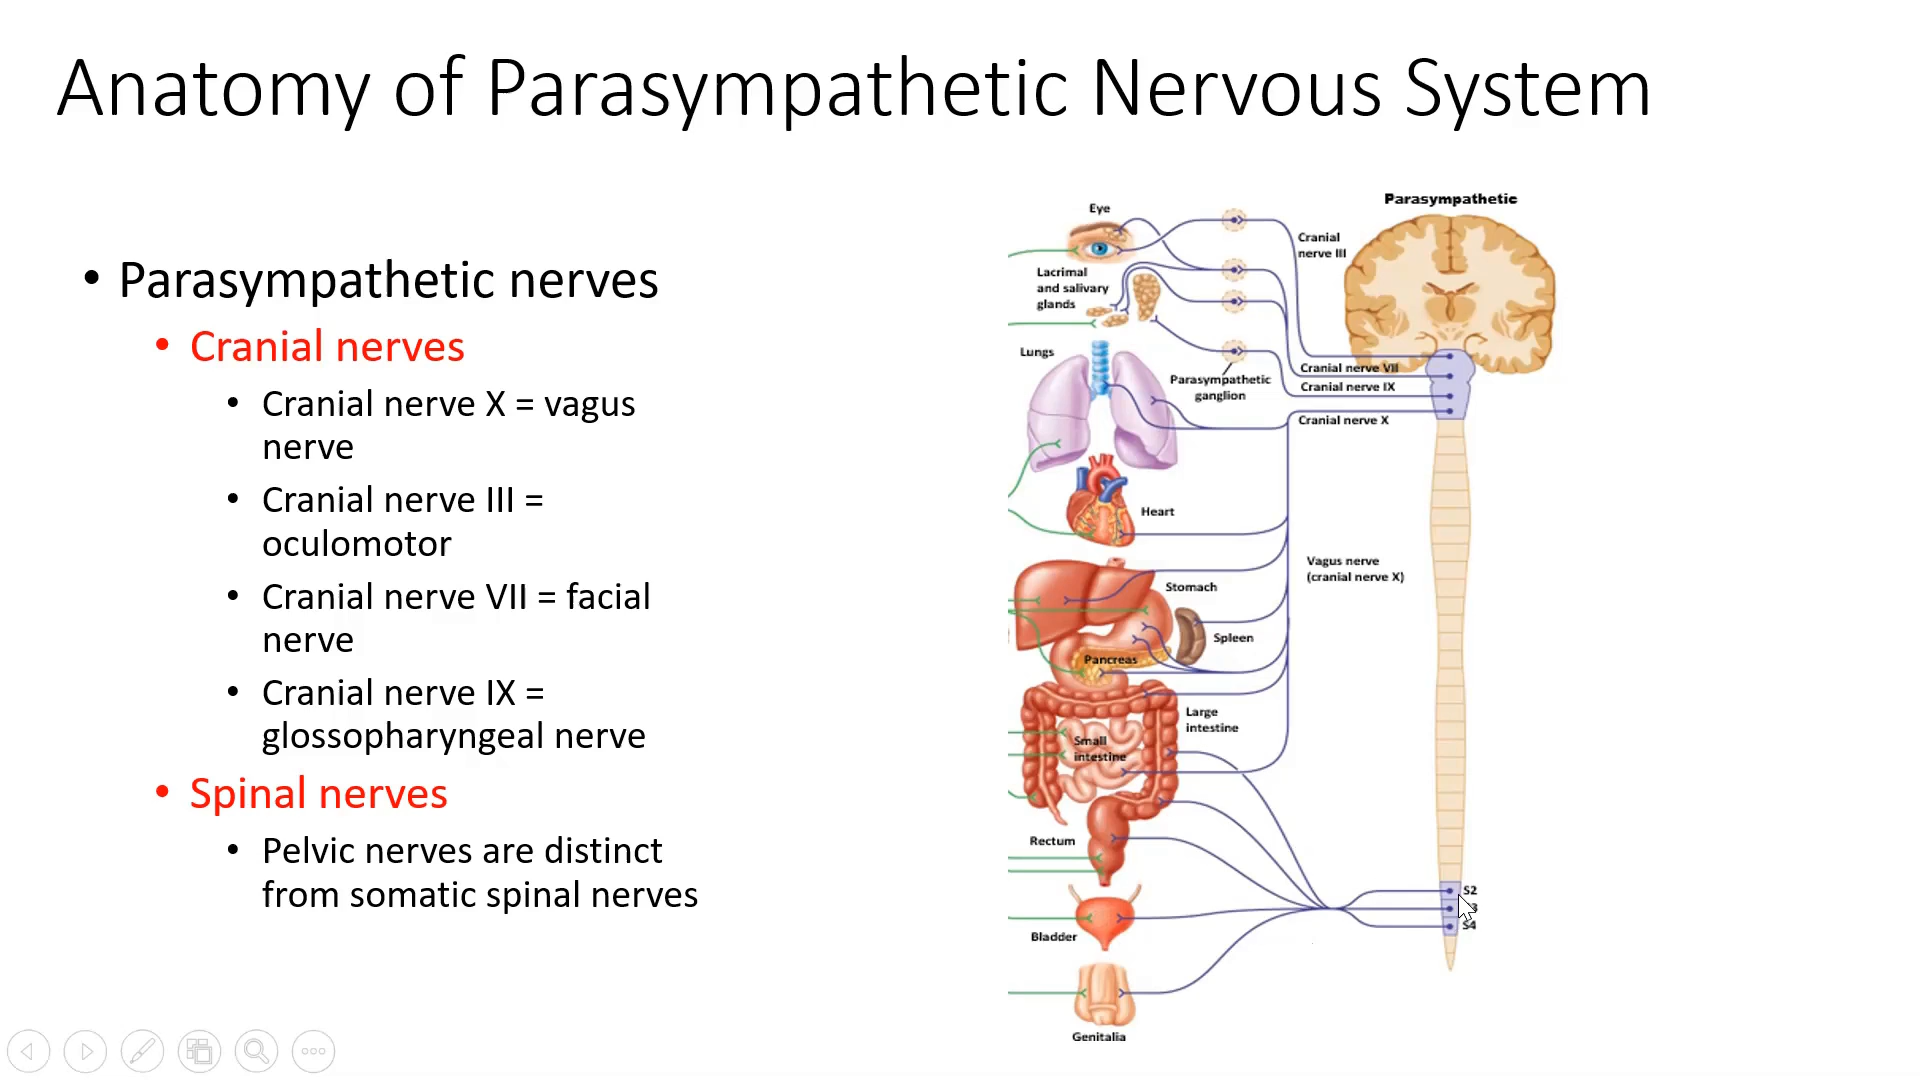 Anatomy of Parasympathetic Nervous System
• Parasympathetic nerves
• Cranial nerves
• Cranial nerve X = vagus
nerve
• Cranial nerve III =
oculomotor
• Cranial nerve VII = facial
nerve
• Cranial nerve IX =
glossopharyngeal nerve
• Spinal nerves
• Pelvic nerves are distinct
from somatic spinal nerves
Parasympathetic
Eye
Cranial
nerve III
Lacrimal
and salivary
glands
Lungs
Parasympathetic
ganglion
Cranial nerve VII
Cranial nerve IX
Cranial nerve X
Heart
Vagus nerve
(cranial nerve X)
Stomach
Spleen
Pancreas
Large
intestine
Small
intestine
Rectum
S2
3
S4
Bladder
Genitalia